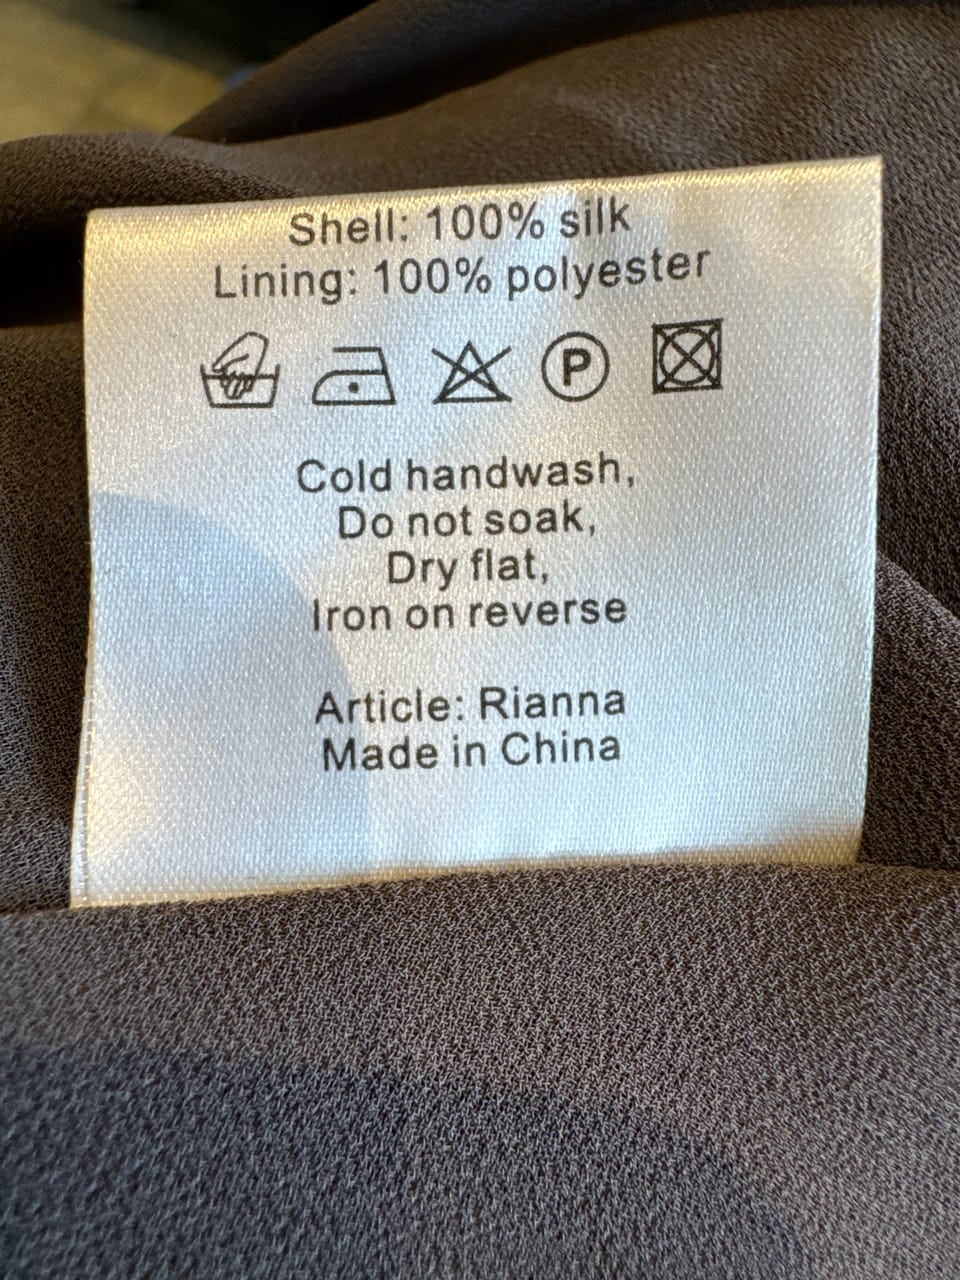 Shell: 100% silk
Lining: 100% polyester
P
Cold handwash,
Do not soak,
Dry flat,
Iron on reverse
Article: Rianna
Made in China